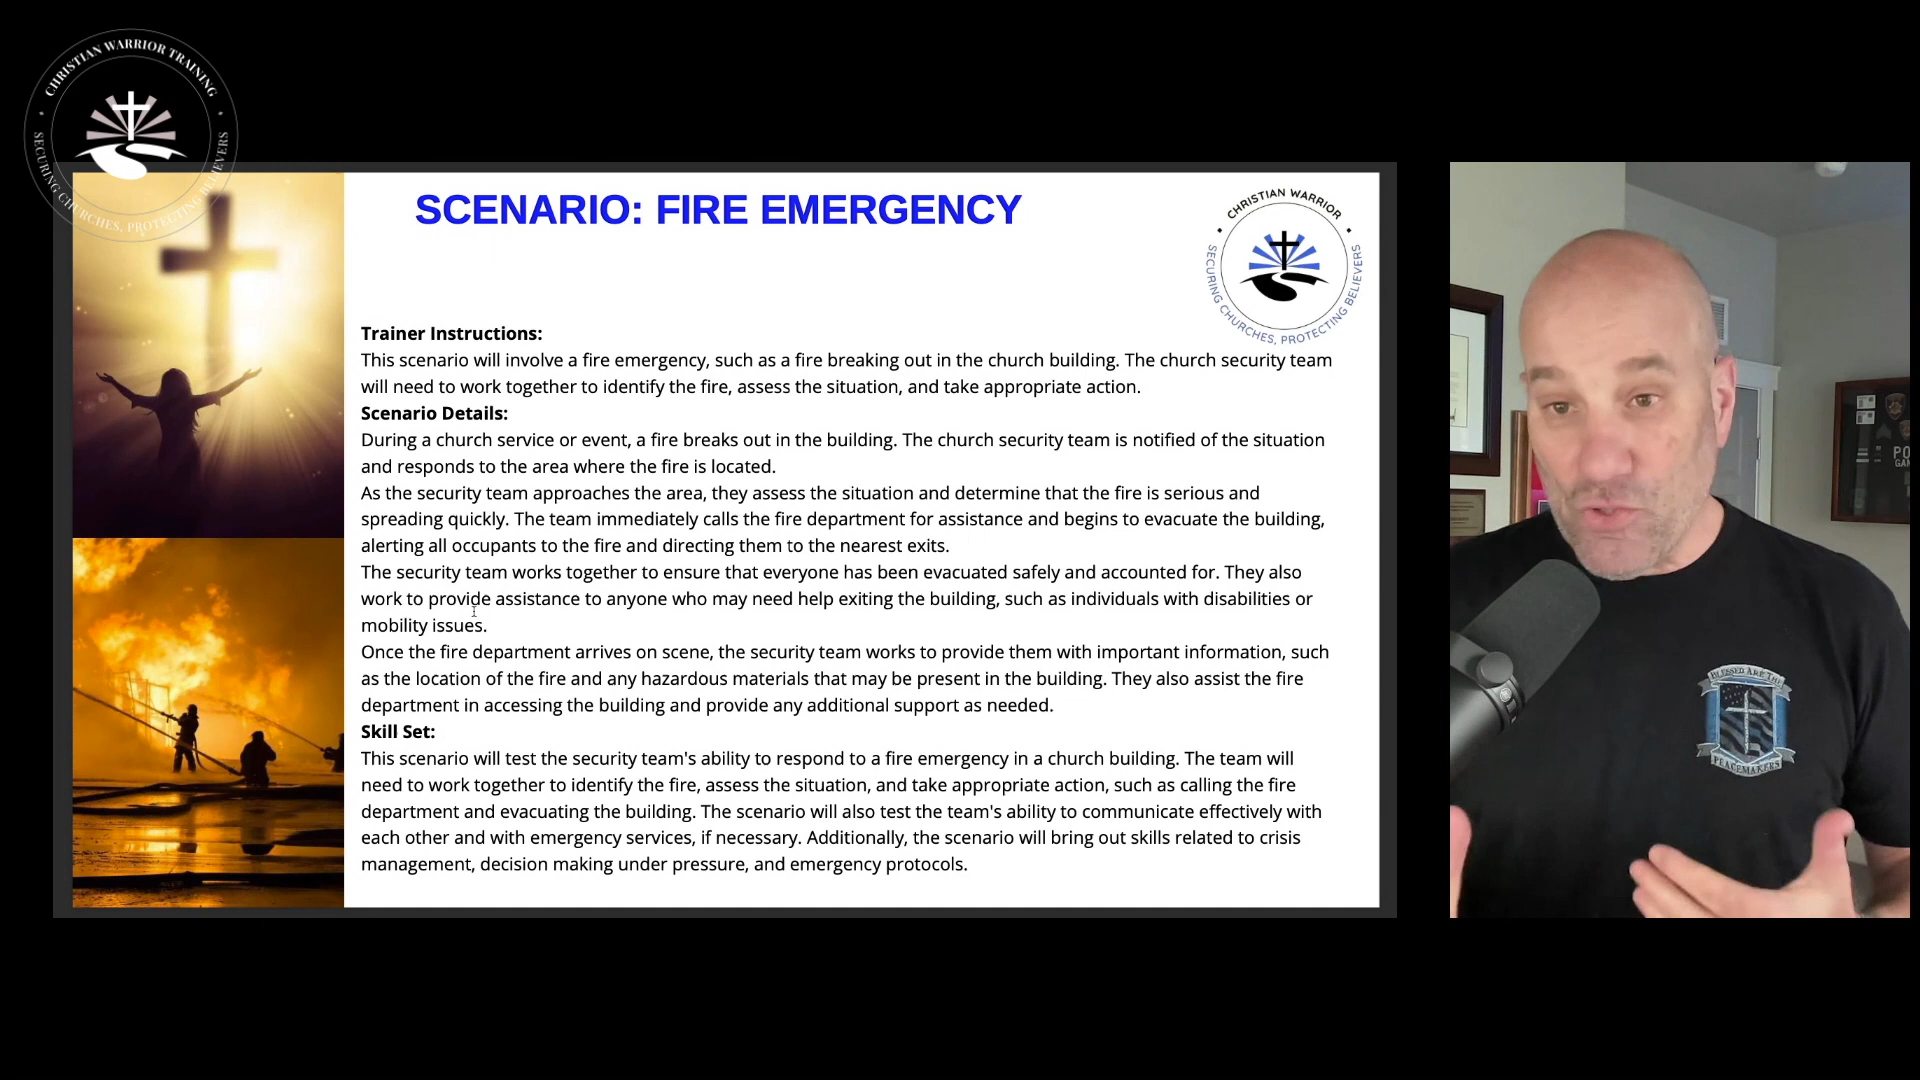 CHRISTIAN WARRIOR TRAINING
SECURING CHURCHES, PROTECTING BELIEVERS
SCENARIO: FIRE EMERGENCY
CHRISTIAN WARRIOR
SECURING CHURCHES, PROTECTING BELIEVERS
Trainer Instructions:
This scenario will involve a fire emergency, such as a fire breaking out in the church building. The church security team
will need to work together to identify the fire, assess the situation, and take appropriate action.
Scenario Details:
During a church service or event, a fire breaks out in the building. The church security team is notified of the situation
and responds to the area where the fire is located.
As the security team approaches the area, they assess the situation and determine that the fire is serious and
spreading quickly. The team immediately calls the fire department for assistance and begins to evacuate the building,
alerting all occupants to the fire and directing them to the nearest exits.
The security team works together to ensure that everyone has been evacuated safely and accounted for. They also
work to provide assistance to anyone who may need help exiting the building, such as individuals with disabilities or
mobility issues.
Once the fire department arrives on scene, the security team works to provide them with important information, such
as the location of the fire and any hazardous materials that may be present in the building. They also assist the fire
department in accessing the building and provide any additional support as needed.
Skill Set:
This scenario will test the security team's ability to respond to a fire emergency in a church building. The team will
need to work together to identify the fire, assess the situation, and take appropriate action, such as calling the fire
department and evacuating the building. The scenario will also test the team's ability to communicate effectively with
each other and with emergency services, if necessary. Additionally, the scenario will bring out skills related to crisis
management, decision making under pressure, and emergency protocols.
BLESSED ARE THE
PEACEMAKERS
PO
GAN